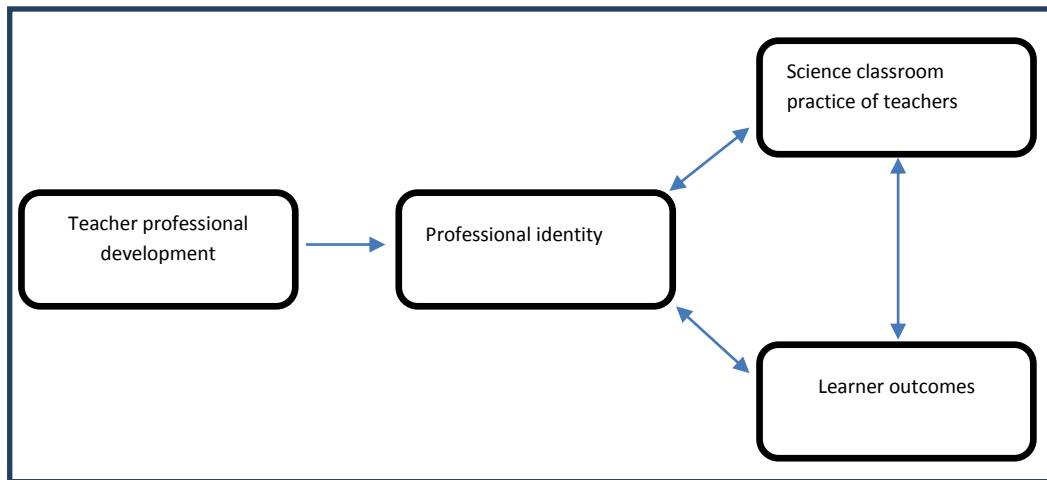 Science classroom
practice of teachers
Teacher professional
development
Professional identity
Learner outcomes